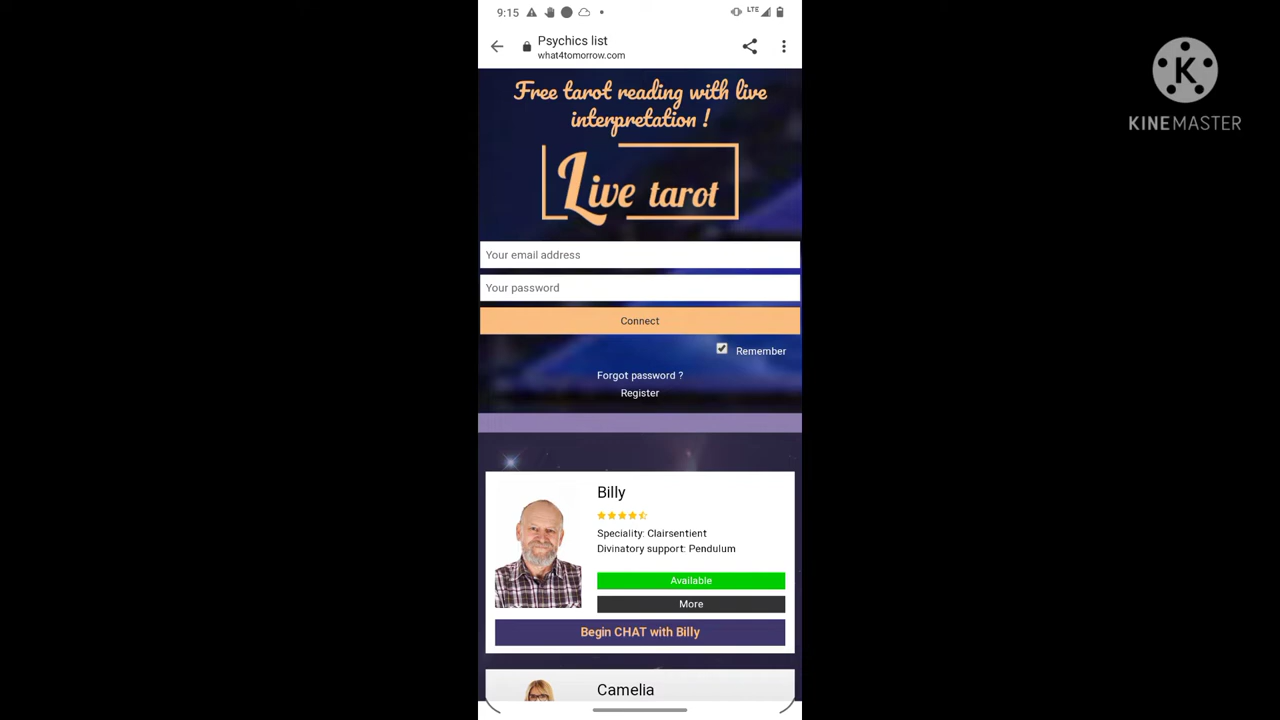 9:15
LTE
Psychics list
what4tomorrow.com
K
KINEMASTER
Free tarot reading with live
interpretation !
Live tarot
Your email address
Your password
Connect
Remember
Forgot password ?
Register
Billy
Speciality: Clairsentient
Divinatory support: Pendulum
Available
More
Begin CHAT with Billy
Camelia